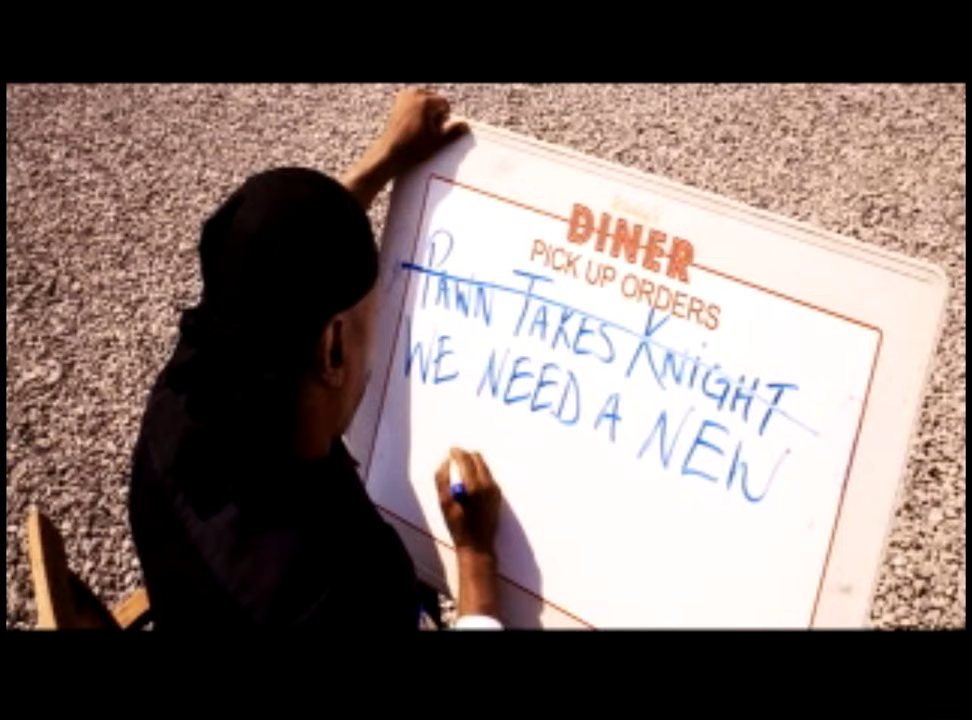 DINER
PICK UP ORDERS
PAWN TAKES KNIGHT
WE NEED A NEW